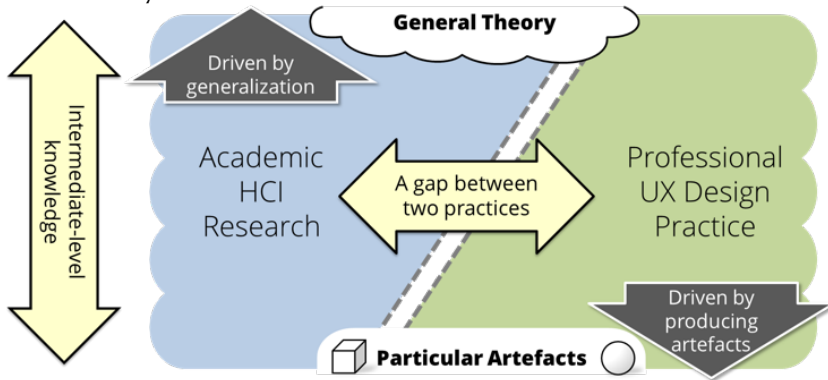 General Theory
Driven by
generalization
Intermediate-level
knowledge
Academic
HCI
Research
A gap between
two practices
Professional
UX Design
Practice
Driven by
producing
artefacts
Particular Artefacts